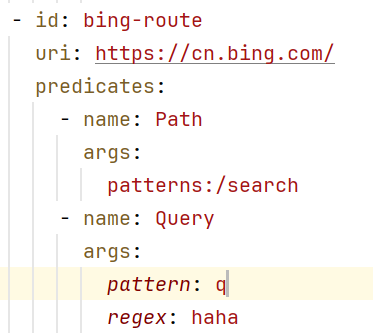 - id: bing-route
uri: https://cn.bing.com/
predicates:
- name: Path
args:
patterns:/search
- name: Query
args:
pattern: q
regex: haha